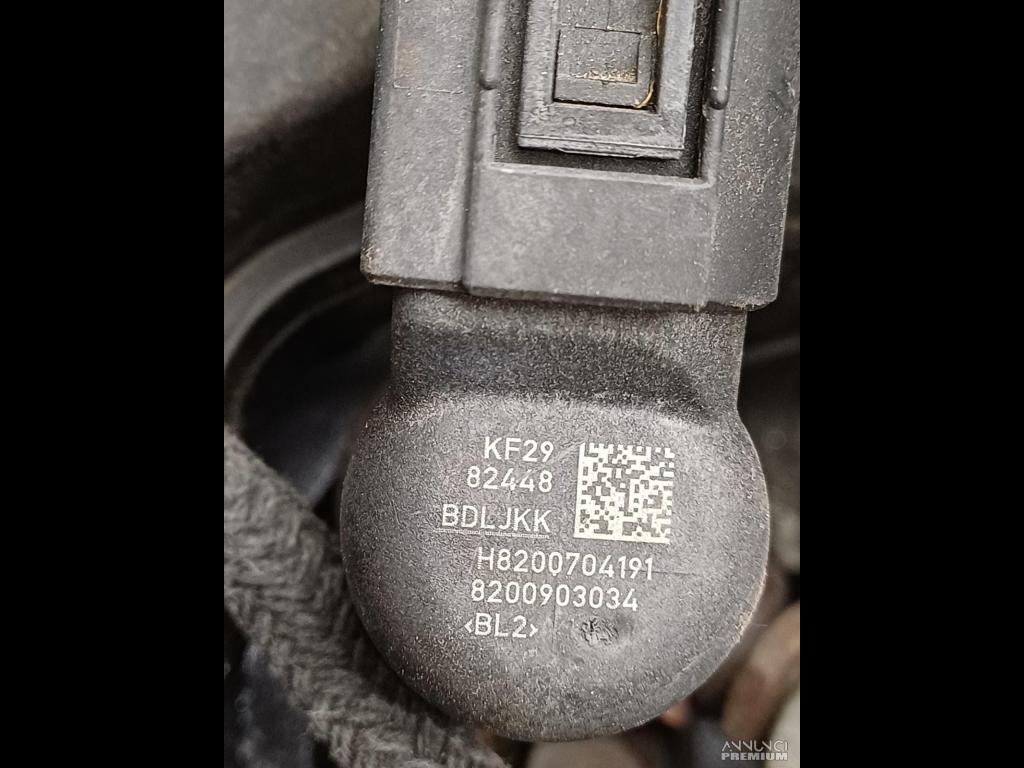 KF29
82448
BDLJKK
H8200704191
8200903034
<BL2>
ANNUNCI
PREMIUM